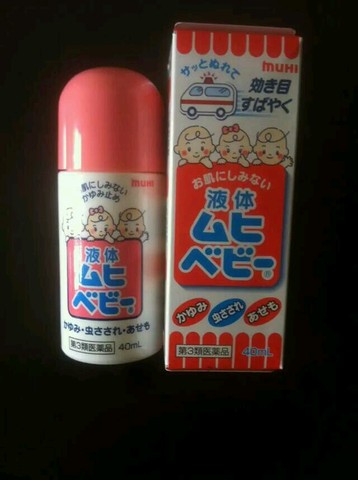 お肌にしみない
かゆみ止め
muHI
液体
ムヒ
ベビー®
かゆみ・虫さされ・あせも
第3類医薬品 40mL
muHI
サッとぬれて
効き目
すばやく
お肌にしみない
液体
ムヒ
ベビー®
かゆみ
虫さされ
あせも
第3類医薬品 40mL